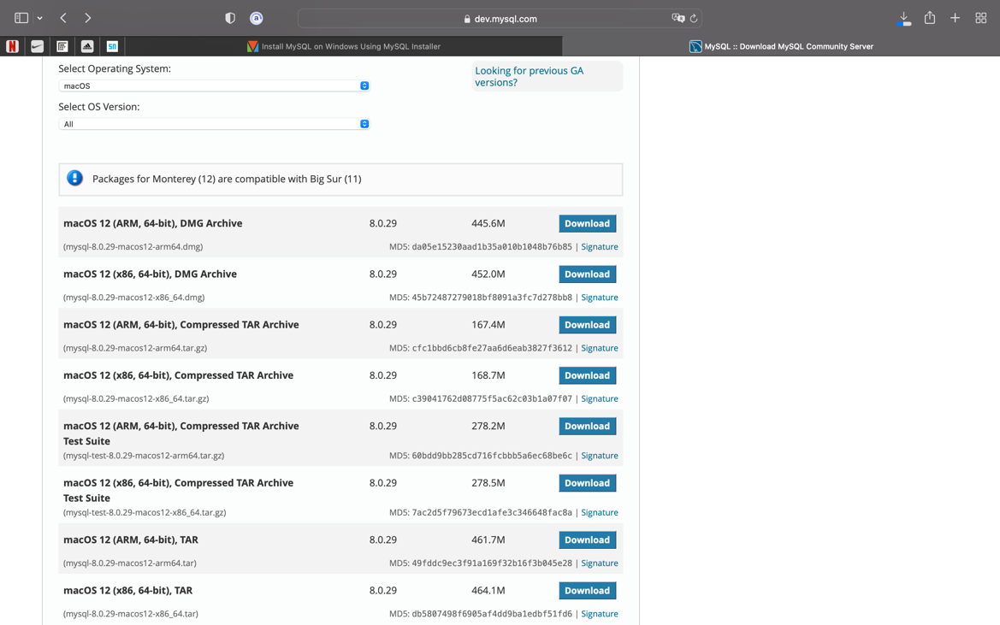 dev.mysql.com
Install MySQL on Windows Using MySQL Installer
MySQL :: Download MySQL Community Server
Select Operating System:
Looking for previous GA
versions?
macOS
Select OS Version:
All
Packages for Monterey (12) are compatible with Big Sur (11)
macOS 12 (ARM, 64-bit), DMG Archive 8.0.29 445.6M Download
(mysql-8.0.29-macos12-arm64.dmg) MD5: da05e15230aad1b35a010b1048b76b85 | Signature
macOS 12 (x86, 64-bit), DMG Archive 8.0.29 452.0M Download
(mysql-8.0.29-macos12-x86_64.dmg) MD5: 45b72487279018bf8091a3fc7d278bb8 | Signature
macOS 12 (ARM, 64-bit), Compressed TAR Archive 8.0.29 167.4M Download
(mysql-8.0.29-macos12-arm64.tar.gz) MD5: cfc1bbd6cb8fe27aa6d6eab3827f3612 | Signature
macOS 12 (x86, 64-bit), Compressed TAR Archive 8.0.29 168.7M Download
(mysql-8.0.29-macos12-x86_64.tar.gz) MD5: c39041762d08775f5ac62c03b1a07f07 | Signature
macOS 12 (ARM, 64-bit), Compressed TAR Archive 8.0.29 278.2M Download
Test Suite
(mysql-test-8.0.29-macos12-arm64.tar.gz) MD5: 60bdd9bb285cd716fcbbb5a6ec68be6c | Signature
macOS 12 (x86, 64-bit), Compressed TAR Archive 8.0.29 278.5M Download
Test Suite
(mysql-test-8.0.29-macos12-x86_64.tar.gz) MD5: 7ac2d5f79673ecd1afe3c346648fac8a | Signature
macOS 12 (ARM, 64-bit), TAR 8.0.29 461.7M Download
(mysql-8.0.29-macos12-arm64.tar) MD5: 49fddc9ec3f91a169f32b16f3b045e28 | Signature
macOS 12 (x86, 64-bit), TAR 8.0.29 464.1M Download
(mysql-8.0.29-macos12-x86_64.tar) MD5: db5807498f6905af4dd9ba1edbf51fd6 | Signature